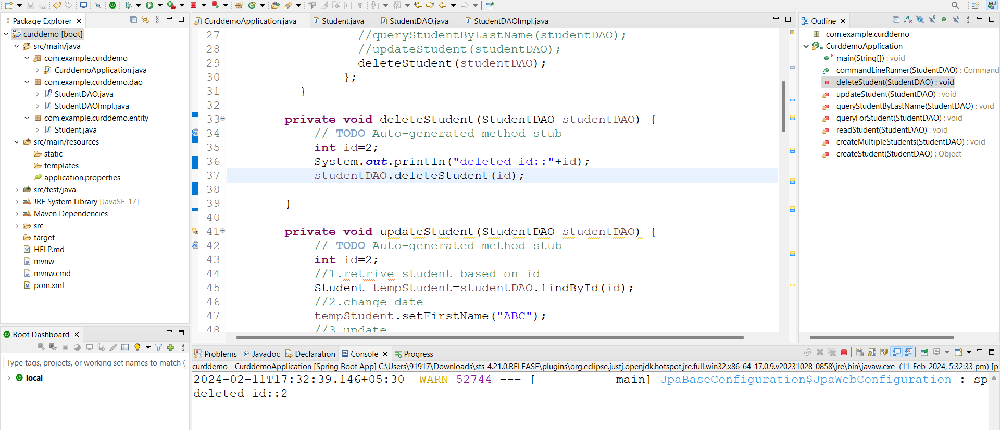 Package Explorer
curddemo [boot]
src/main/java
com.example.curddemo
CurddemoApplication.java
com.example.curddemo.dao
StudentDAO.java
StudentDAOImpl.java
com.example.curddemo.entity
Student.java
src/main/resources
static
templates
application.properties
src/test/java
JRE System Library [JavaSE-17]
Maven Dependencies
src
target
HELP.md
mvnw
mvnw.cmd
pom.xml
Boot Dashboard
Type tags, projects, or working set names to match (
local
CurddemoApplication.java
Student.java
StudentDAO.java
StudentDAOImpl.java
27 //queryStudentByLastName(studentDAO);
28 //updateStudent(studentDAO);
29 deleteStudent(studentDAO);
30 };
31 }
32
33 private void deleteStudent(StudentDAO studentDAO) {
34 // TODO Auto-generated method stub
35 int id=2;
36 System.out.println("deleted id::"+id);
37 studentDAO.deleteStudent(id);
38
39 }
40
41 private void updateStudent(StudentDAO studentDAO) {
42 // TODO Auto-generated method stub
43 int id=2;
44 //1.retrive student based on id
45 Student tempStudent=studentDAO.findById(id);
46 //2.change date
47 tempStudent.setFirstName("ABC");
48 //3 update
Outline
com.example.curddemo
CurddemoApplication
main(String[]) : void
commandLineRunner(StudentDAO) : Command
deleteStudent(StudentDAO) : void
updateStudent(StudentDAO) : void
queryStudentByLastName(StudentDAO) : void
queryForStudent(StudentDAO) : void
readStudent(StudentDAO) : void
createMultipleStudents(StudentDAO) : void
createStudent(StudentDAO) : Object
Problems
@ Javadoc
Declaration
Console
Progress
curddemo - CurddemoApplication [Spring Boot App] C:\Users\91917\Downloads\sts-4.21.0.RELEASE\plugins\org.eclipse.justj.openjdk.hotspot.jre.full.win32.x86_64_17.0.9.v20231028-0858\jre\bin\javaw.exe (11-Feb-2024, 5:32:33 pm) [pi
2024-02-11T17:32:39.146+05:30 WARN 52744 --- [ main] JpaBaseConfiguration$JpaWebConfiguration : sp
deleted id::2